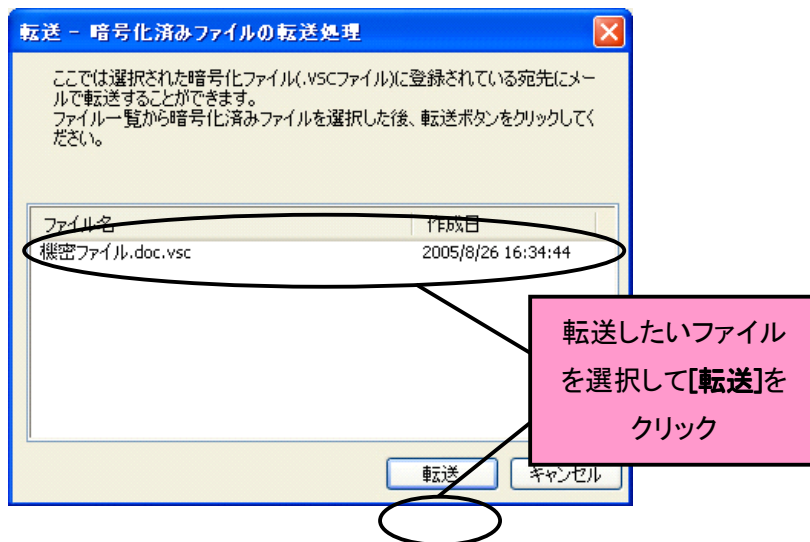 転送 - 暗号化済みファイルの転送処理
ここでは選択された暗号化ファイル(.VSCファイル)に登録されている宛先にメー
ルで転送することができます。
ファイル一覧から暗号化済みファイルを選択した後、転送ボタンをクリックしてく
ださい。
ファイル名 作成日
機密ファイル.doc.vsc 2005/8/26 16:34:44
転送したいファイル
を選択して[転送]を
クリック
転送 キャンセル